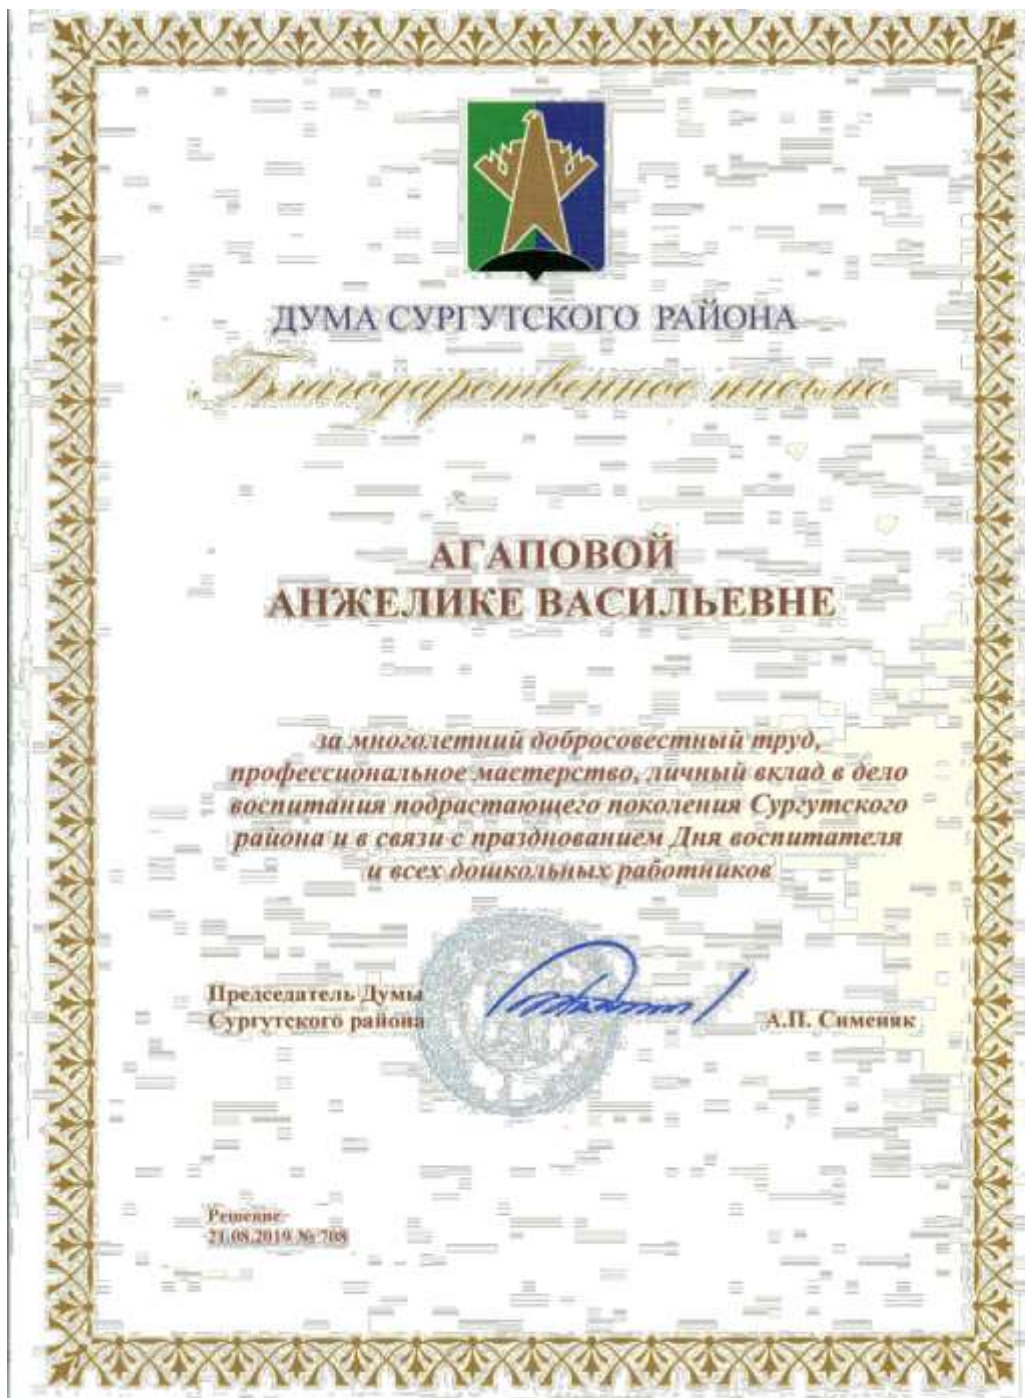 ДУМА СУРГУТСКОГО РАЙОНА
Благодарственное письмо
АГАПОВОЙ
АНЖЕЛИКЕ ВАСИЛЬЕВНЕ
за многолетний добросовестный труд,
профессиональное мастерство, личный вклад в дело
воспитания подрастающего поколения Сургутского
района и в связи с празднованием Дня воспитателя
и всех дошкольных работников
Председатель Думы
Сургутского района
А.П. Сименяк
Решение
21.08.2019 № 708